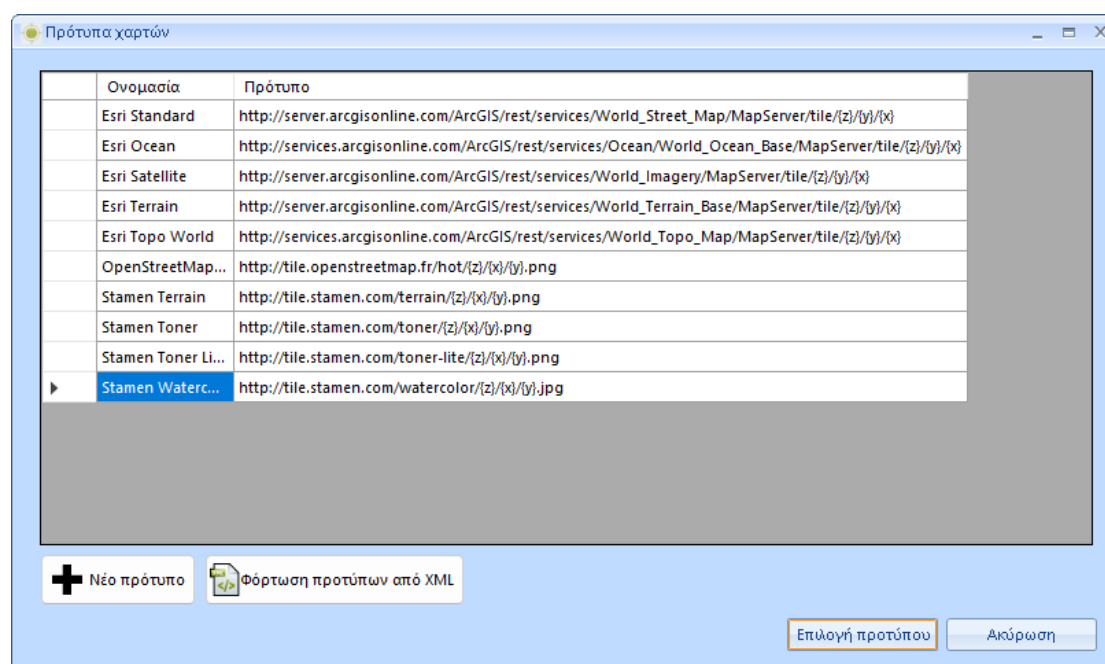 Πρότυπα χαρτών
Ονομασία Πρότυπο
Esri Standard http://server.arcgisonline.com/ArcGIS/rest/services/World_Street_Map/MapServer/tile/{z}/{y}/{x}
Esri Ocean http://services.arcgisonline.com/ArcGIS/rest/services/Ocean/World_Ocean_Base/MapServer/tile/{z}/{y}/{x}
Esri Satellite http://server.arcgisonline.com/ArcGIS/rest/services/World_Imagery/MapServer/tile/{z}/{y}/{x}
Esri Terrain http://server.arcgisonline.com/ArcGIS/rest/services/World_Terrain_Base/MapServer/tile/{z}/{y}/{x}
Esri Topo World http://services.arcgisonline.com/ArcGIS/rest/services/World_Topo_Map/MapServer/tile/{z}/{y}/{x}
OpenStreetMap... http://tile.openstreetmap.fr/hot/{z}/{x}/{y}.png
Stamen Terrain http://tile.stamen.com/terrain/{z}/{x}/{y}.png
Stamen Toner http://tile.stamen.com/toner/{z}/{x}/{y}.png
Stamen Toner Li... http://tile.stamen.com/toner-lite/{z}/{x}/{y}.png
Stamen Waterc... http://tile.stamen.com/watercolor/{z}/{x}/{y}.jpg
Νέο πρότυπο Φόρτωση προτύπων από XML
Επιλογή προτύπου Ακύρωση